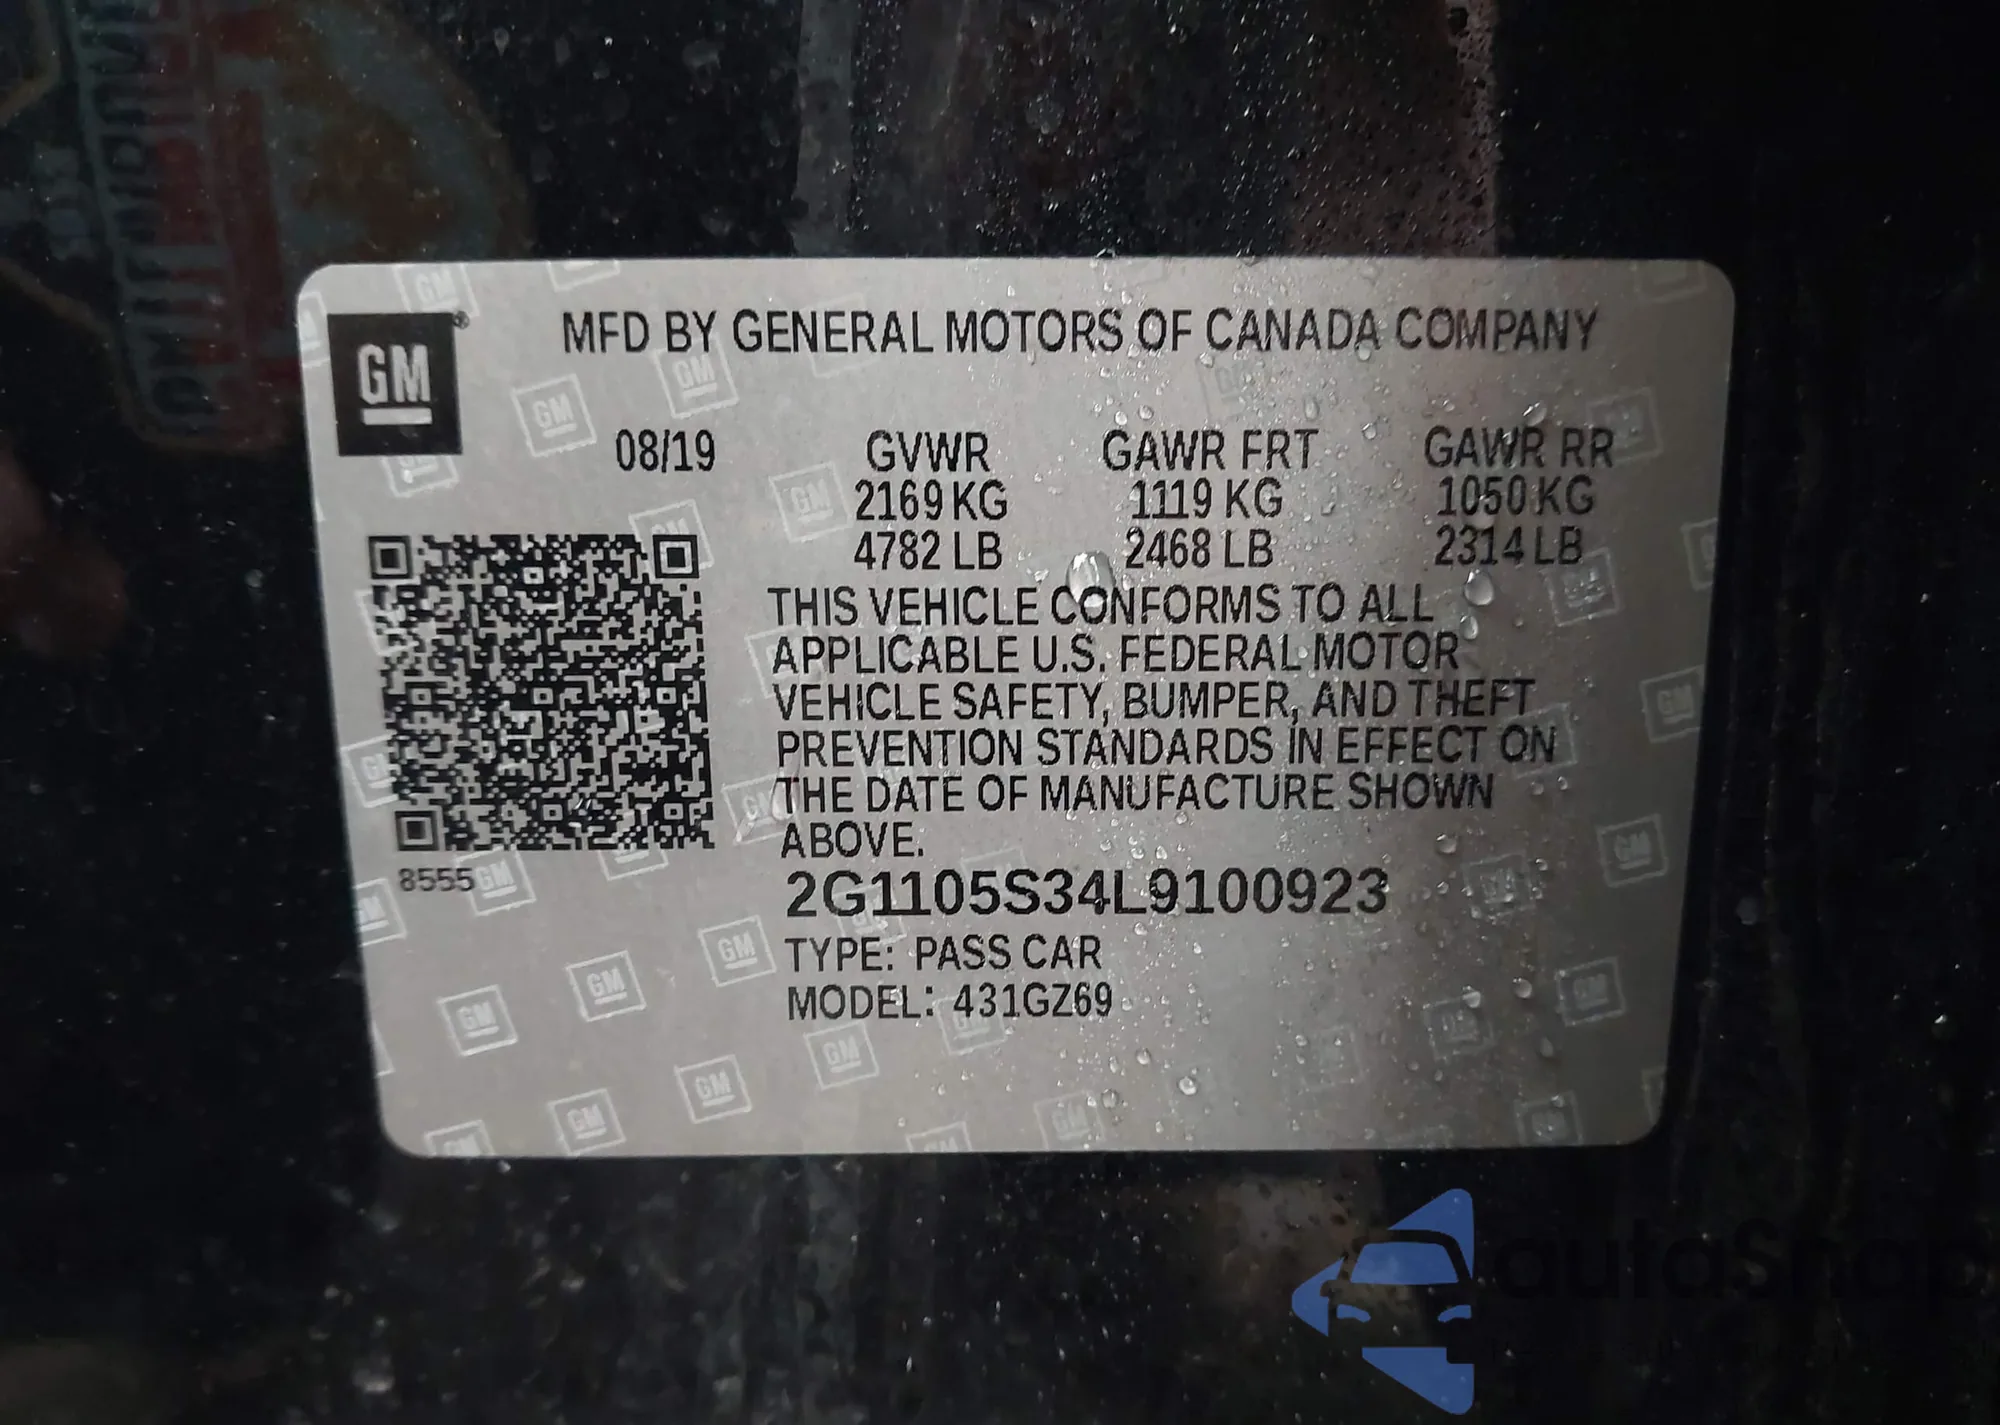 MFD BY GENERAL MOTORS OF CANADA COMPANY
GM
08/19 GVWR GAWR FRT GAWR RR
2169 KG 1119 KG 1050 KG
4782 LB 2468 LB 2314 LB
THIS VEHICLE CONFORMS TO ALL
APPLICABLE U.S. FEDERAL MOTOR
VEHICLE SAFETY, BUMPER, AND THEFT
PREVENTION STANDARDS IN EFFECT ON
THE DATE OF MANUFACTURE SHOWN
ABOVE.
8555
2G1105S34L9100923
TYPE: PASS CAR
MODEL: 431GZ69
autaSnap